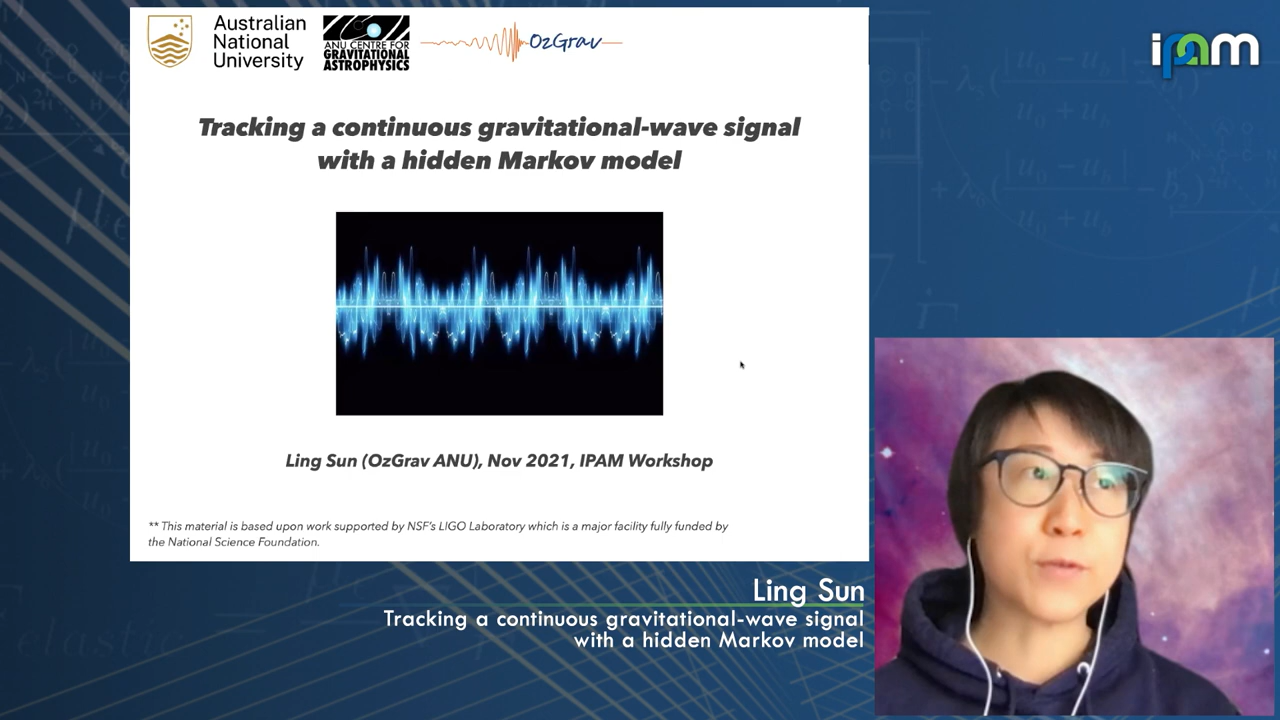 Australian
National
University
ANU CENTRE FOR
GRAVITATIONAL
ASTROPHYSICS
OzGrav
ipam
Tracking a continuous gravitational-wave signal
with a hidden Markov model
Ling Sun (OzGrav ANU), Nov 2021, IPAM Workshop
** This material is based upon work supported by NSF's LIGO Laboratory which is a major facility fully funded by
the National Science Foundation.
Ling Sun
Tracking a continuous gravitational-wave signal
with a hidden Markov model